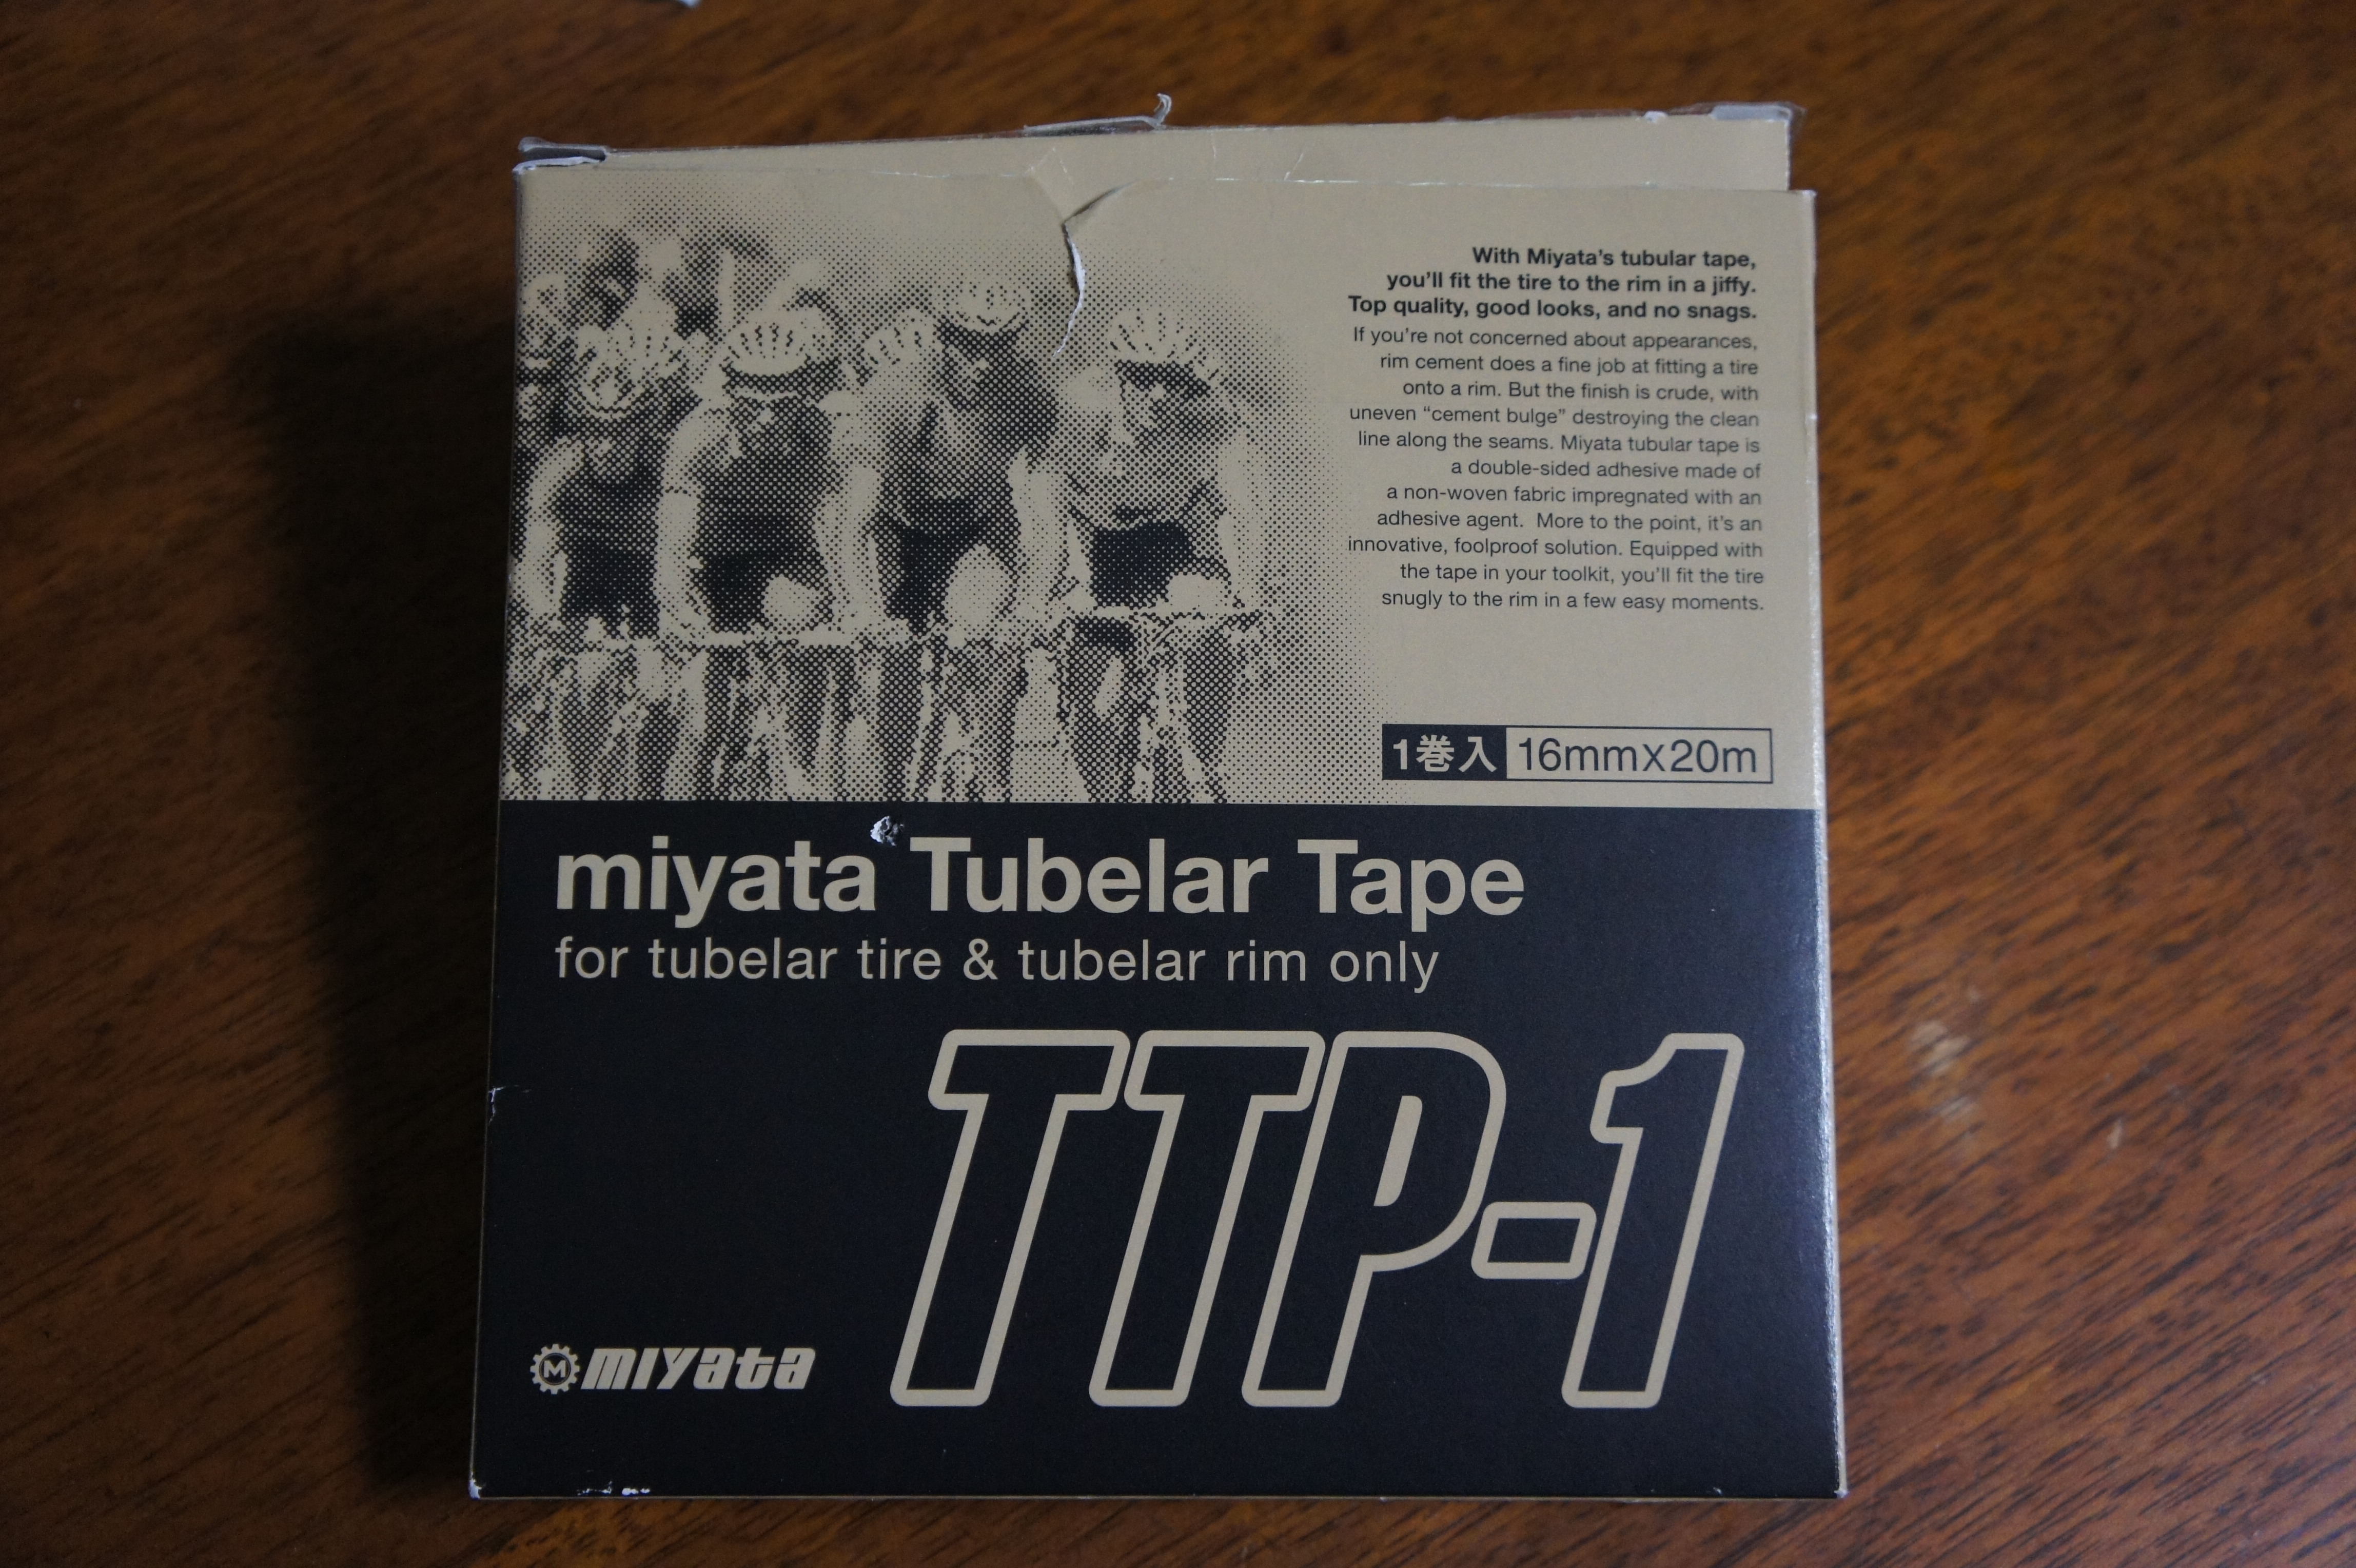 With Miyata's tubular tape,
you'll fit the tire to the rim in a jiffy.
Top quality, good looks, and no snags.
If you're not concerned about appearances,
rim cement does a fine job at fitting a tire
onto a rim. But the finish is crude, with
uneven “cement bulge” destroying the clean
line along the seams. Miyata tubular tape is
a double-sided adhesive made of
a non-woven fabric impregnated with an
adhesive agent. More to the point, it's an
innovative, foolproof solution. Equipped with
the tape in your toolkit, you'll fit the tire
snugly to the rim in a few easy moments.
1巻入 16mmx20m
miyata Tubelar Tape
for tubelar tire & tubelar rim only
TTP-1
M miyata